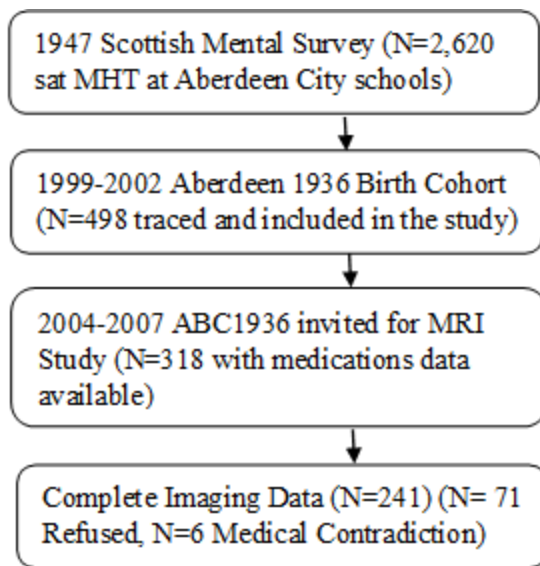 1947 Scottish Mental Survey (N=2,620
sat MHT at Aberdeen City schools)
1999-2002 Aberdeen 1936 Birth Cohort
(N=498 traced and included in the study)
2004-2007 ABC1936 invited for MRI
Study (N=318 with medications data
available)
Complete Imaging Data (N=241) (N= 71
Refused, N=6 Medical Contradiction)